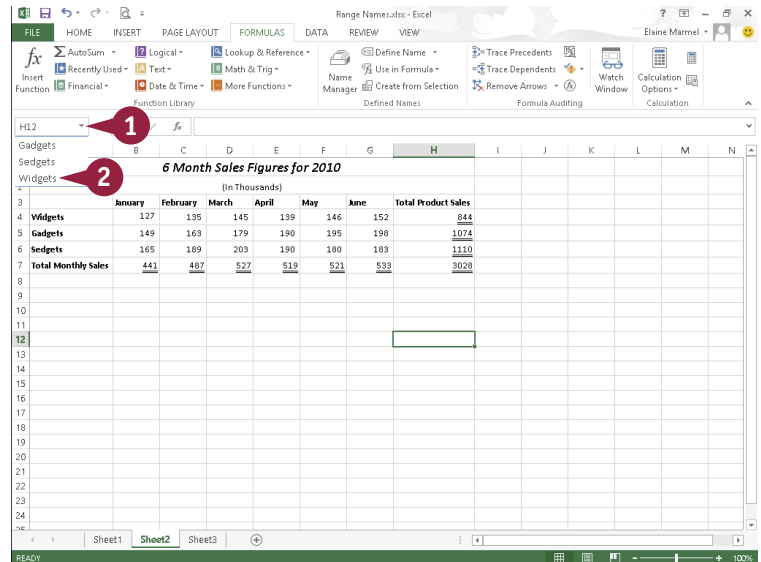 Range Names.xlsx - Excel
?
FILE HOME INSERT PAGE LAYOUT FORMULAS DATA REVIEW VIEW Elaine Marmel
fx Insert Function
Σ AutoSum
Recently Used
Financial
Logical
Text
Date & Time
Lookup & Reference
Math & Trig
More Functions
Function Library
Name Manager
Define Name
Use in Formula
Create from Selection
Defined Names
Trace Precedents
Trace Dependents
Remove Arrows
Watch Window
Formula Auditing
Calculation Options
Calculation
H12 1 fx
Gadgets
Sedgets
Widgets 2
B C D E F G H I J K L M N
6 Month Sales Figures for 2010
2 (In Thousands)
3 January February March April May June Total Product Sales
4 Widgets 127 135 145 139 146 152 844
5 Gadgets 149 163 179 190 195 198 1074
6 Sedgets 165 189 203 190 180 183 1110
7 Total Monthly Sales 441 487 527 519 521 533 3028
8
9
10
11
12
13
14
15
16
17
18
19
20
21
22
23
24
25
Sheet1 Sheet2 Sheet3
READY 100%